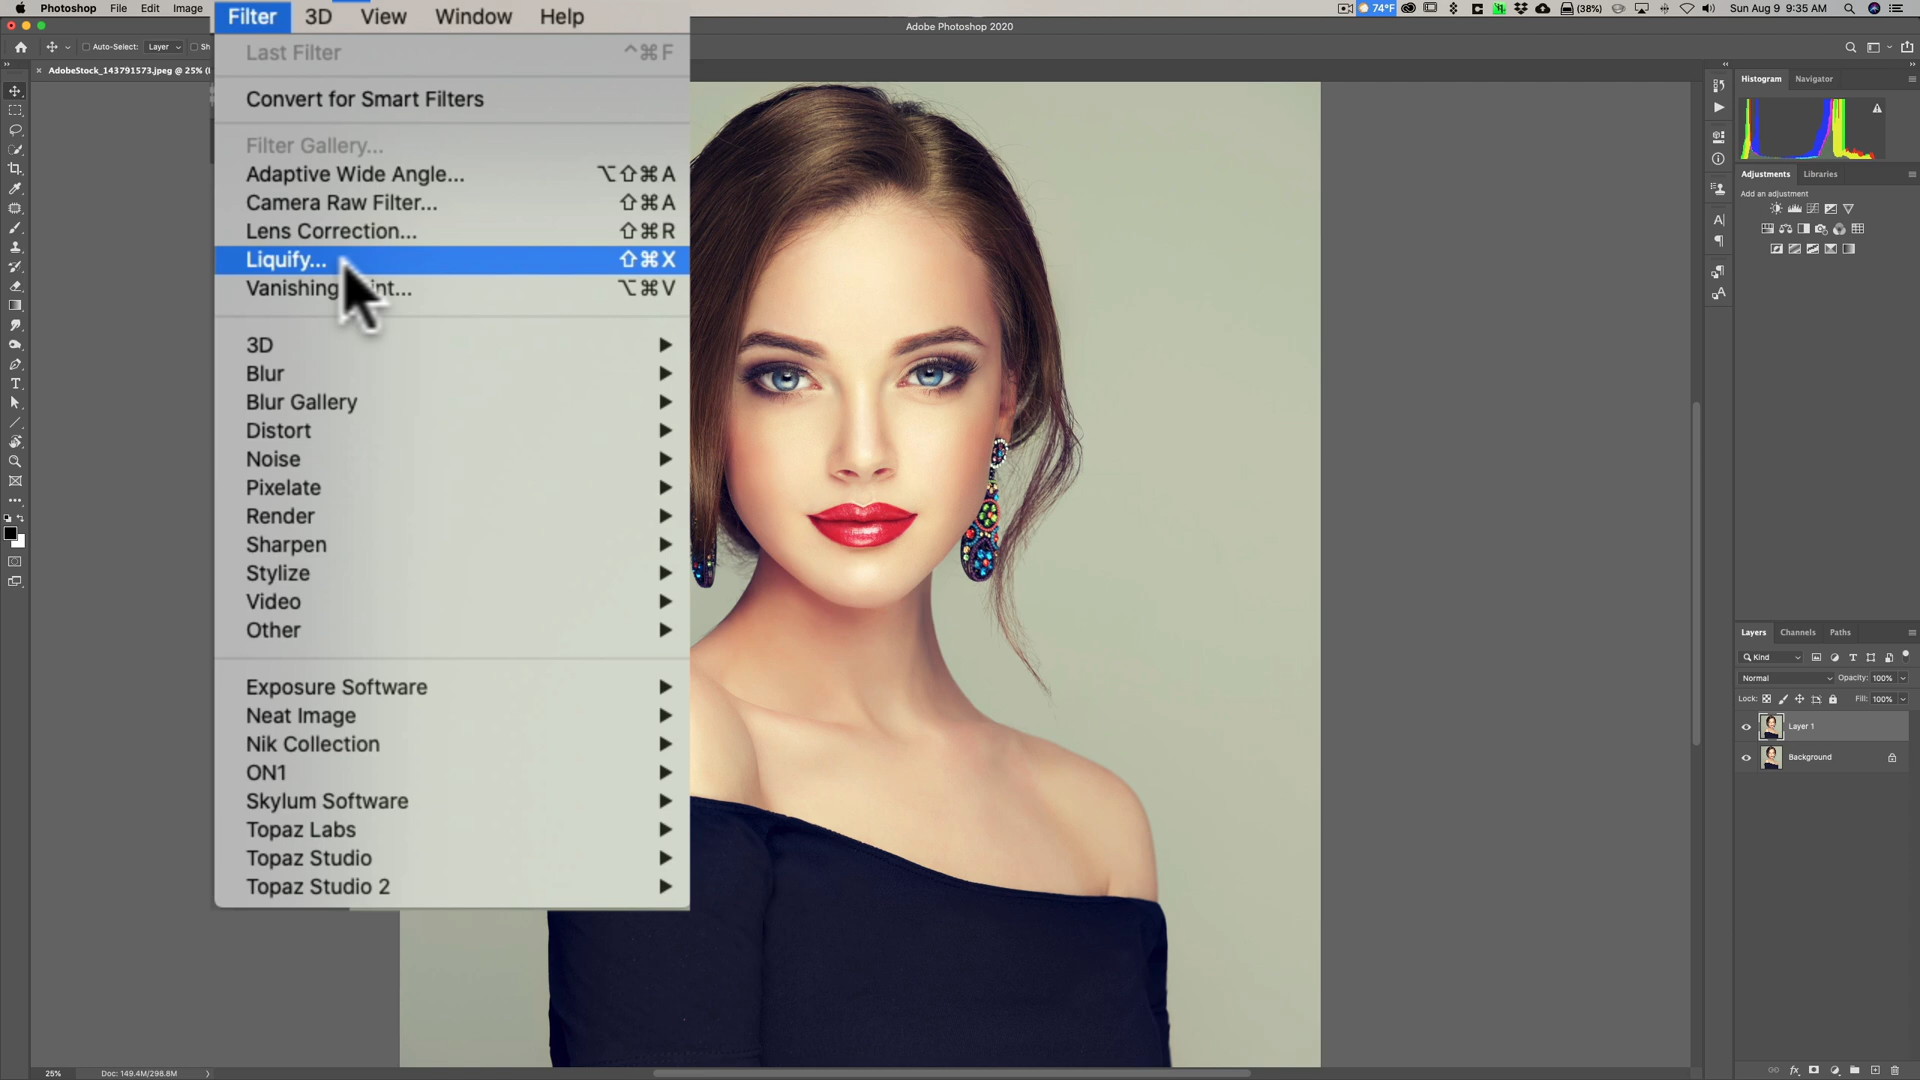 Photoshop File Edit Image Filter 3D View Window Help 74°F (38%) Sun Aug 9 9:35 AM
Adobe Photoshop 2020
Auto-Select: Layer Sh
AdobeStock_143791573.jpeg @ 25% (
Last Filter ^⌘F
Convert for Smart Filters
Filter Gallery...
Adaptive Wide Angle... ⌥⇧⌘A
Camera Raw Filter... ⇧⌘A
Lens Correction... ⇧⌘R
Liquify... ⇧⌘X
Vanishing nt... ⌥⌘V
3D
Blur
Blur Gallery
Distort
Noise
Pixelate
Render
Sharpen
Stylize
Video
Other
Exposure Software
Neat Image
Nik Collection
ON1
Skylum Software
Topaz Labs
Topaz Studio
Topaz Studio 2
Histogram Navigator
Adjustments Libraries
Add an adjustment
Layers Channels Paths
Kind
Normal Opacity: 100%
Lock: Fill: 100%
Layer 1
Background
25% Doc: 149.4M/298.8M